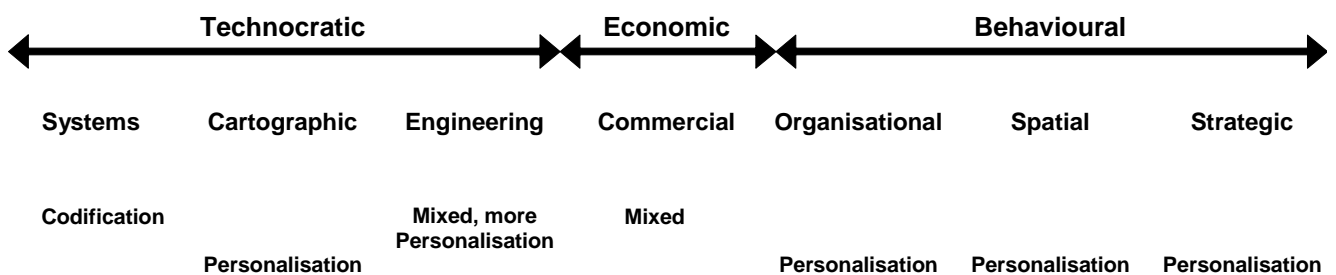 Technocratic Economic Behavioural
Systems Cartographic Engineering Commercial Organisational Spatial Strategic
Codification Mixed, more Mixed
Personalisation
Personalisation Personalisation Personalisation Personalisation